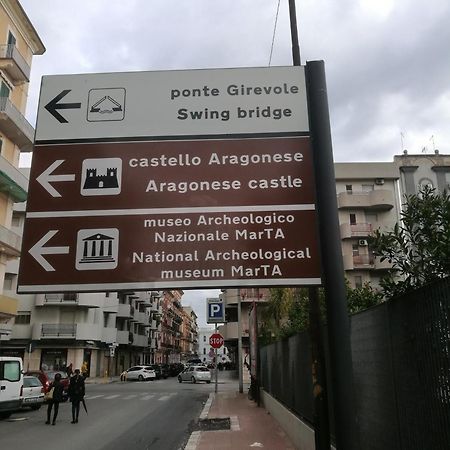 ponte Girevole
Swing bridge
castello Aragonese
Aragonese castle
museo Archeologico
Nazionale MarTA
National Archeological
museum MarTA
P
STOP